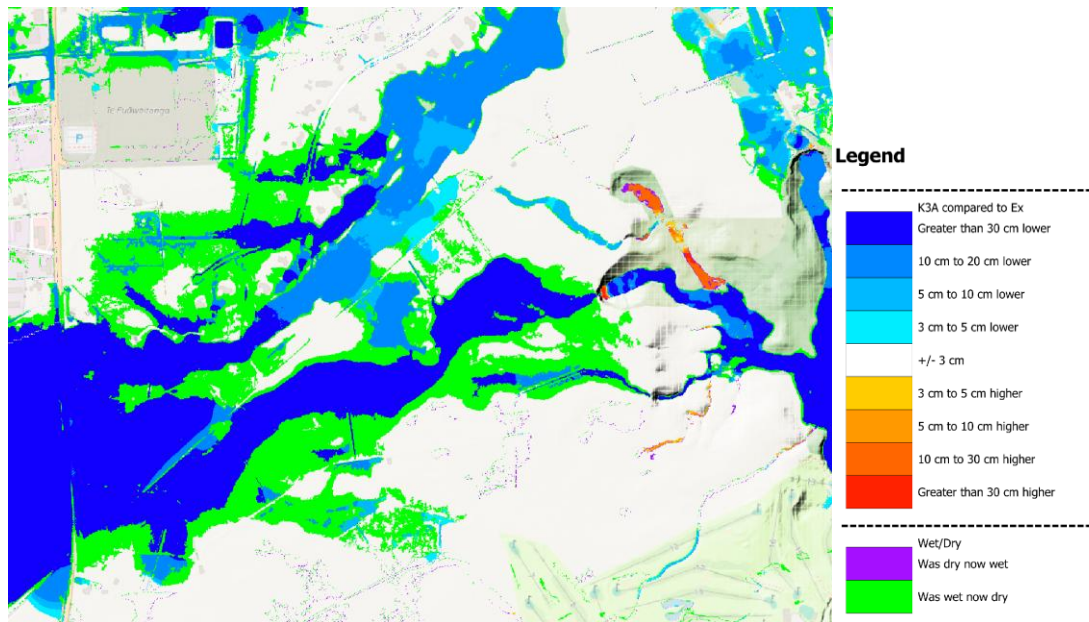 P
Legend
K3A compared to Ex
Greater than 30 cm lower
10 cm to 20 cm lower
5 cm to 10 cm lower
3 cm to 5 cm lower
+/- 3 cm
3 cm to 5 cm higher
5 cm to 10 cm higher
10 cm to 30 cm higher
Greater than 30 cm higher
Wet/Dry
Was dry now wet
Was wet now dry